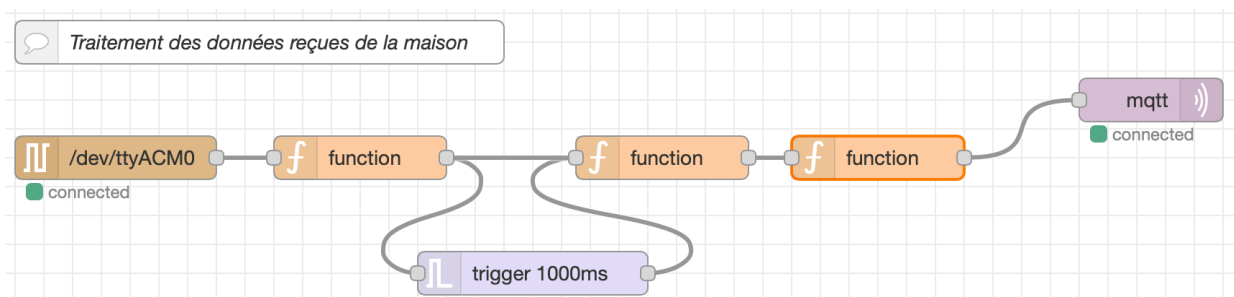 Traitement des données reçues de la maison
mqtt
connected
/dev/ttyACM0
function
function
function
connected
trigger 1000ms